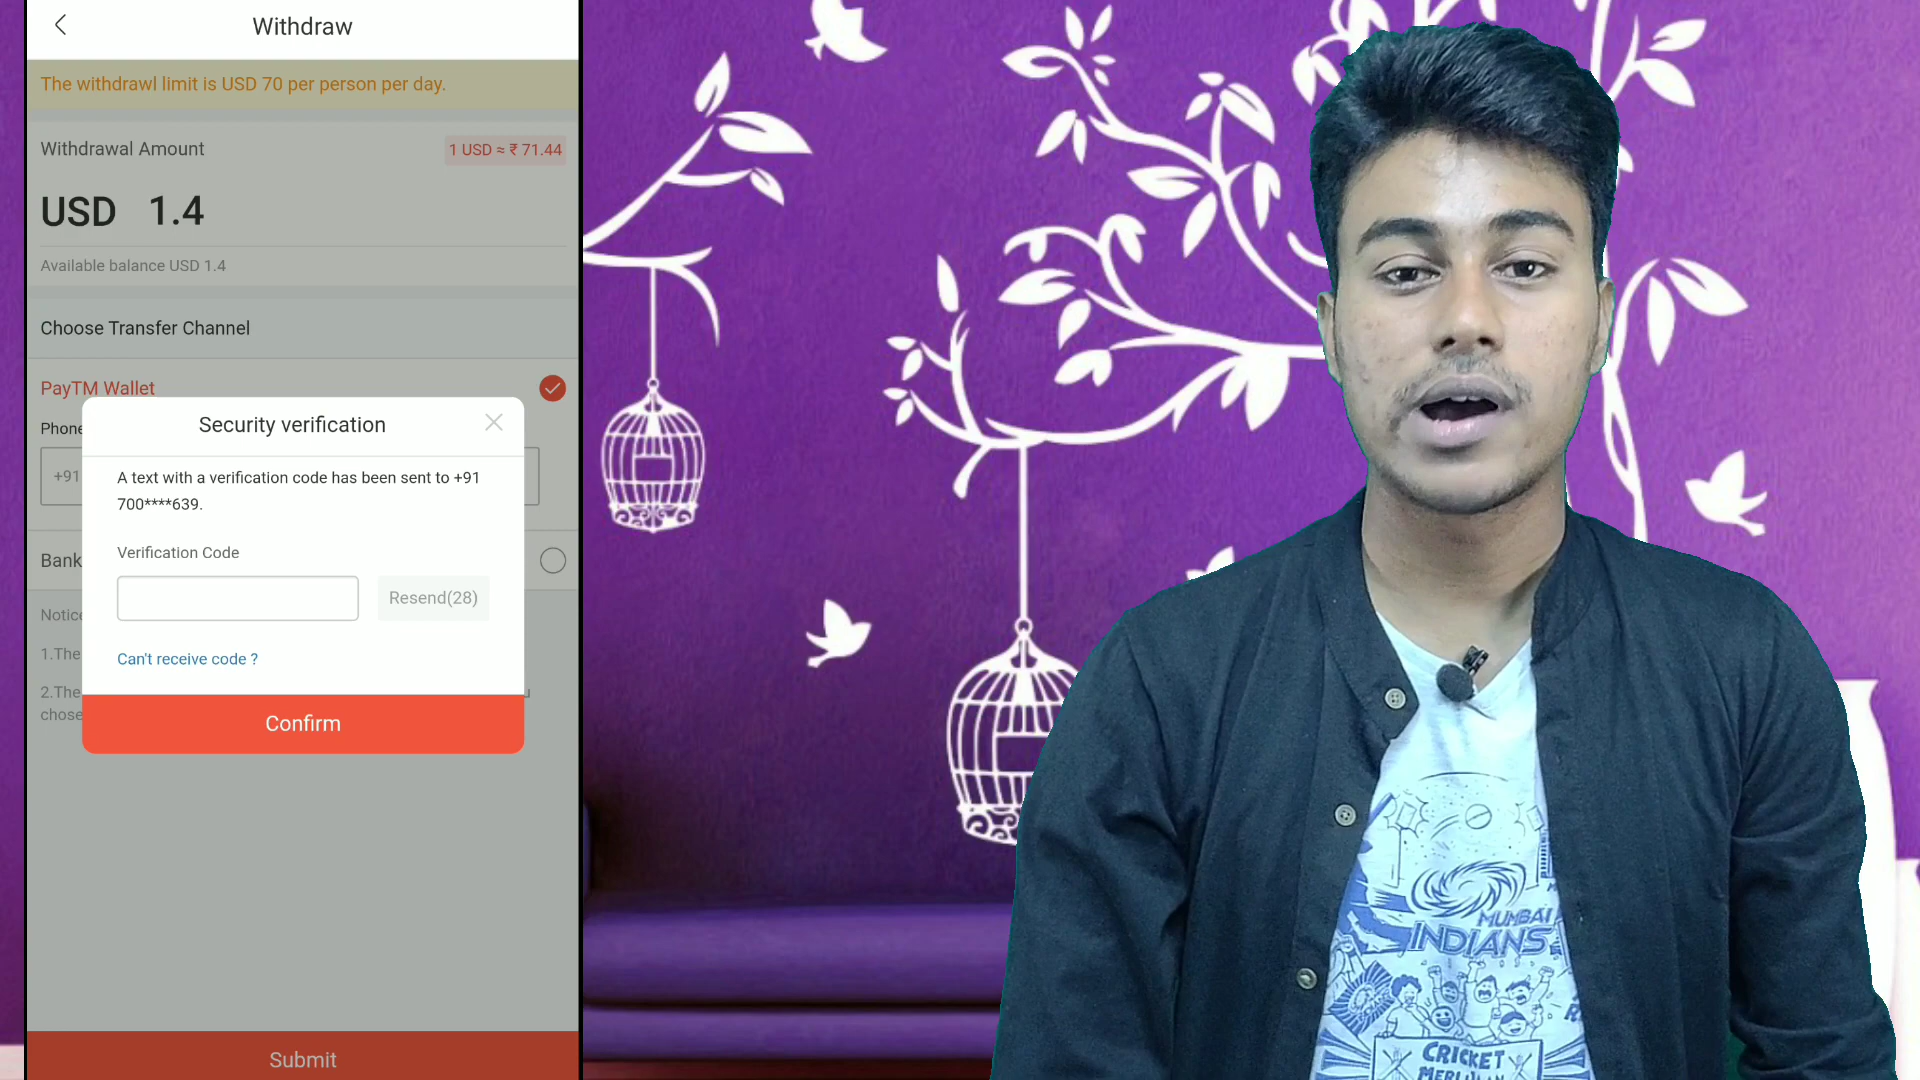 Withdraw
The withdrawl limit is USD 70 per person per day.
Withdrawal Amount
1 USD ≈ ₹ 71.44
USD 1.4
Available balance USD 1.4
Choose Transfer Channel
PayTM Wallet
Phone
+91
Security verification
A text with a verification code has been sent to +91
700****639.
Verification Code
Resend(28)
Can't receive code ?
Confirm
Bank
Notice
1.The
2.The
chose
Submit
MUMBAI
INDIANS
CRICKET